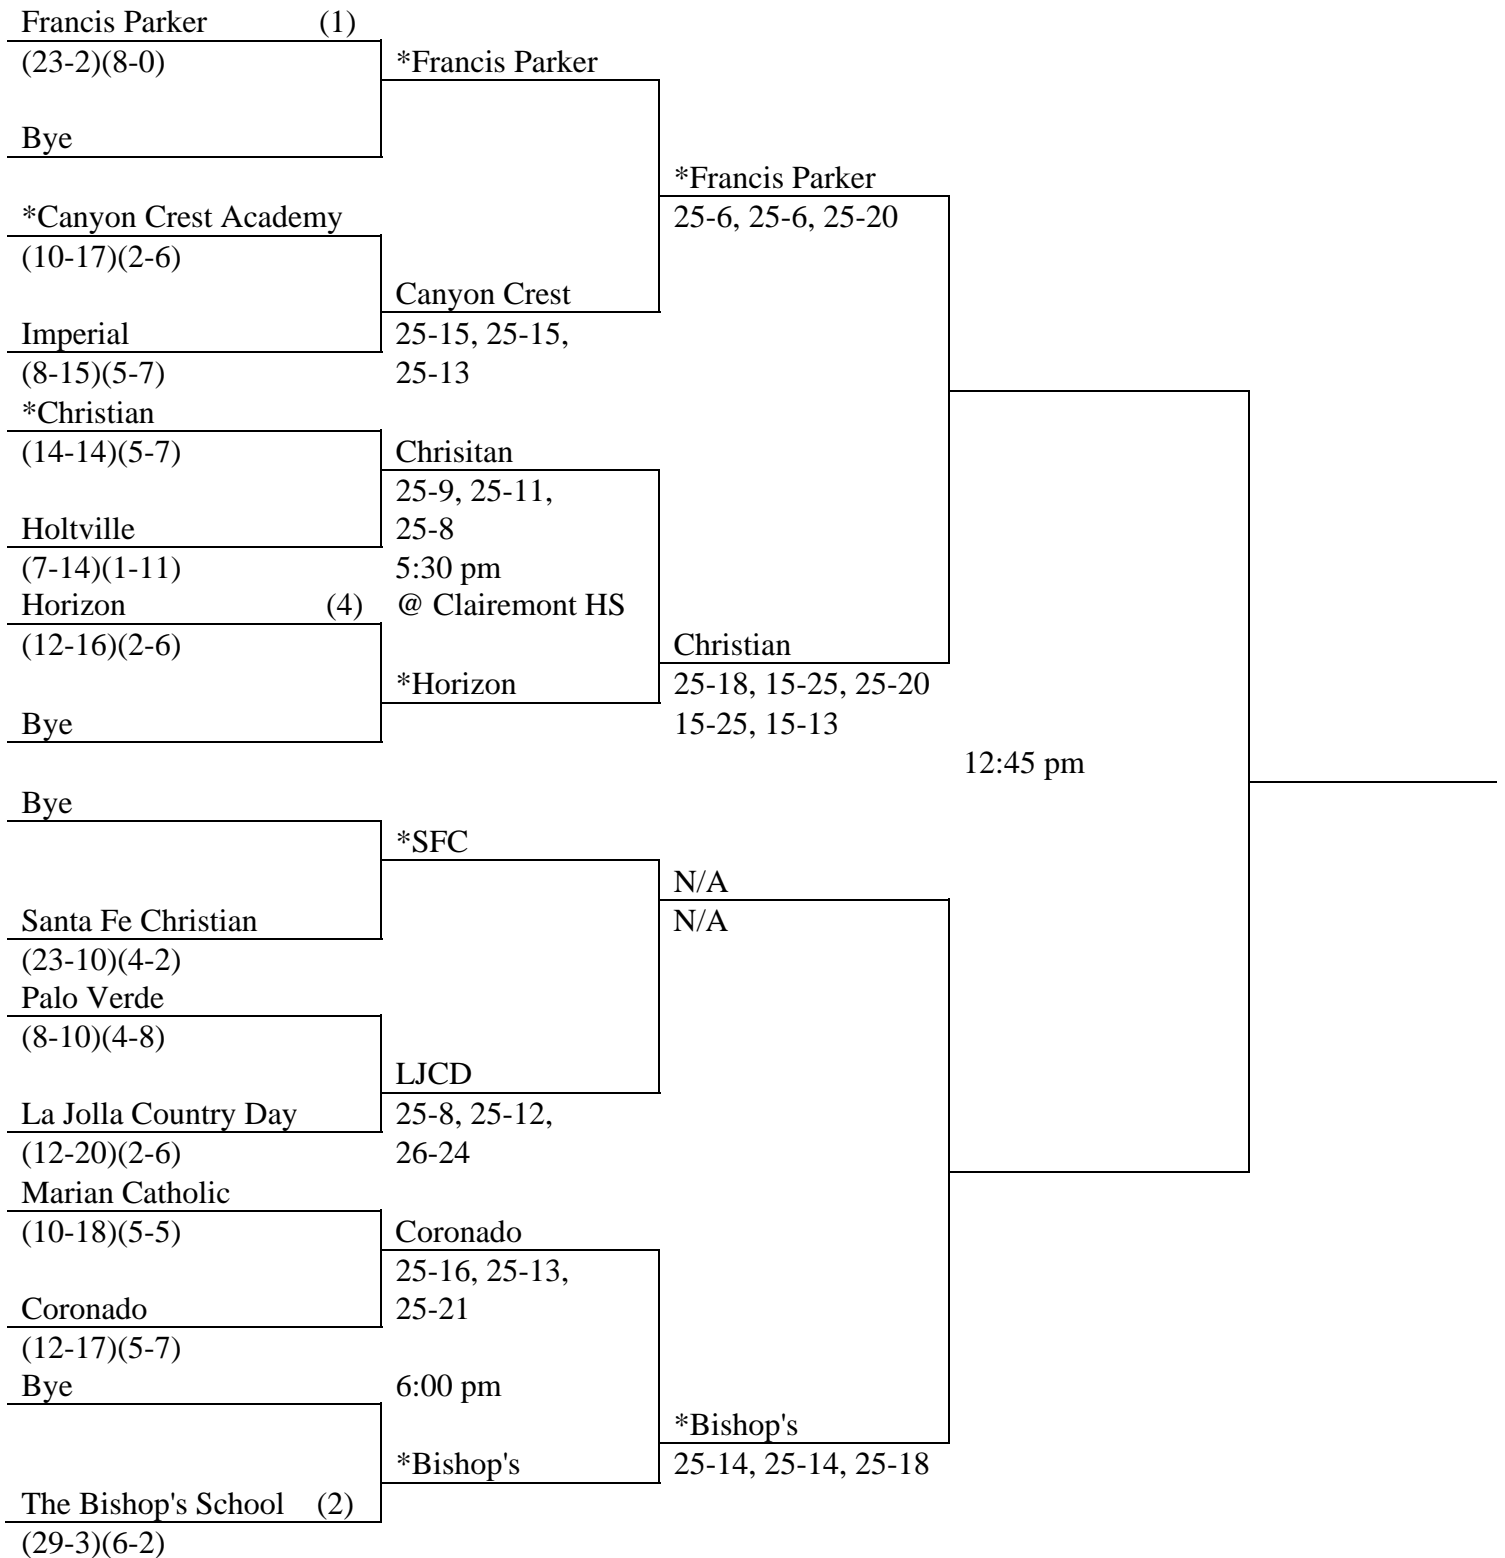 Francis Parker (1)
(23-2)(8-0)
*Francis Parker
Bye
*Francis Parker
25-6, 25-6, 25-20
*Canyon Crest Academy
(10-17)(2-6)
Canyon Crest
Imperial
25-15, 25-15,
(8-15)(5-7)
25-13
*Christian
(14-14)(5-7)
Chrisitan
25-9, 25-11,
Holtville
25-8
(7-14)(1-11)
5:30 pm
Horizon (4)
@ Clairemont HS
(12-16)(2-6)
Christian
*Horizon
25-18, 15-25, 25-20
Bye
15-25, 15-13
12:45 pm
Bye
*SFC
N/A
Santa Fe Christian
N/A
(23-10)(4-2)
Palo Verde
(8-10)(4-8)
LJCD
La Jolla Country Day
25-8, 25-12,
(12-20)(2-6)
26-24
Marian Catholic
(10-18)(5-5)
Coronado
25-16, 25-13,
Coronado
25-21
(12-17)(5-7)
Bye
6:00 pm
*Bishop's
*Bishop's
25-14, 25-14, 25-18
The Bishop's School (2)
(29-3)(6-2)